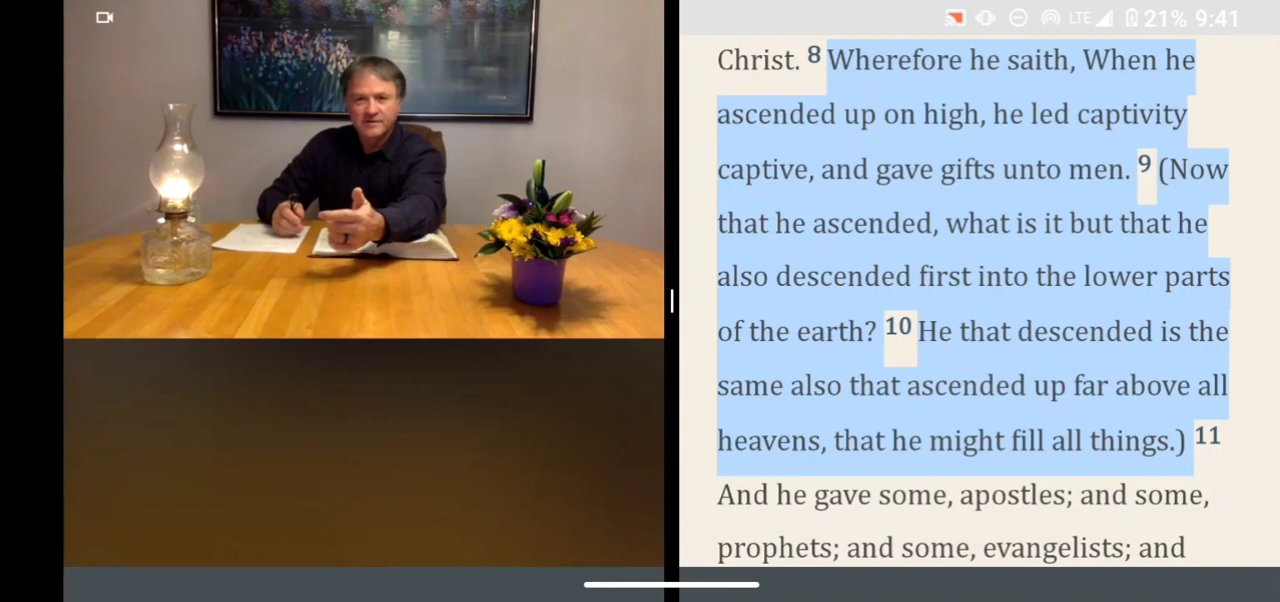 LTE 21% 9:41
Christ. 8 Wherefore he saith, When he
ascended up on high, he led captivity
captive, and gave gifts unto men. 9 (Now
that he ascended, what is it but that he
also descended first into the lower parts
of the earth? 10 He that descended is the
same also that ascended up far above all
heavens, that he might fill all things.) 11
And he gave some, apostles; and some,
prophets; and some, evangelists; and